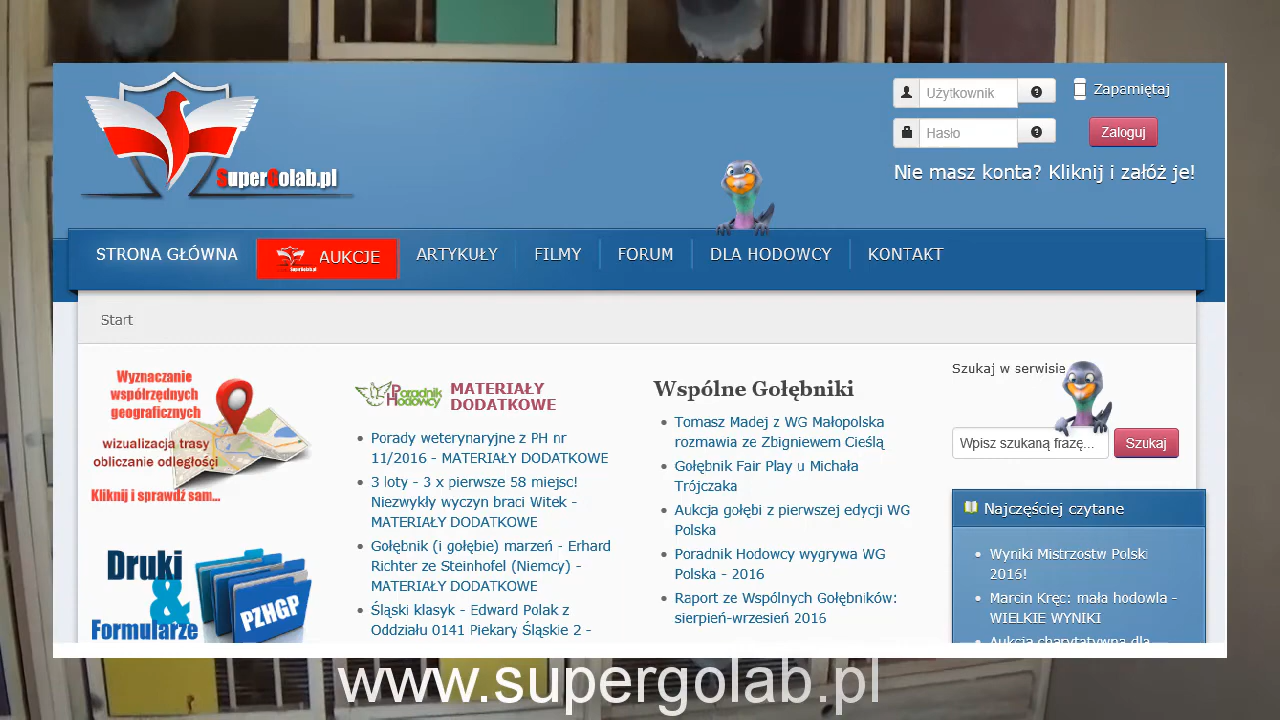 SuperGolab.pl
Użytkownik
Zapamiętaj
Hasło
Zaloguj
Nie masz konta? Kliknij i załóż je!
STRONA GŁÓWNA
SuperGolab.pl
AUKCJE
ARTYKUŁY
FILMY
FORUM
DLA HODOWCY
KONTAKT
Start
Wyznaczanie
współrzędnych
geograficznych
wizualizacja trasy
obliczanie odległości
Kliknij i sprawdź sam...
Druki
&
Formularze
PZHGP
Poradnik
Hodowcy
MATERIAŁY
DODATKOWE
Porady weterynaryjne z PH nr
11/2016 - MATERIAŁY DODATKOWE
3 loty - 3 x pierwsze 58 miejsc!
Niezwykły wyczyn braci Witek -
MATERIAŁY DODATKOWE
Gołębnik (i gołębie) marzeń - Erhard
Richter ze Steinhofel (Niemcy) -
MATERIAŁY DODATKOWE
Śląski klasyk - Edward Polak z
Oddziału 0141 Piekary Śląskie 2 -
Wspólne Gołębniki
Tomasz Madej z WG Małopolska
rozmawia ze Zbigniewem Cieślą
Gołębnik Fair Play u Michała
Trójczaka
Aukcja gołębi z pierwszej edycji WG
Polska
Poradnik Hodowcy wygrywa WG
Polska - 2016
Raport ze Wspólnych Gołębników:
sierpień-wrzesień 2016
Szukaj w serwisie
Wpisz szukaną frazę...
Szukaj
Najczęściej czytane
Wyniki Mistrzostw Polski
2016!
Marcin Kręc: mała hodowla -
WIELKIE WYNIKI
Aukcja charytatywna dla
www.supergolab.pl